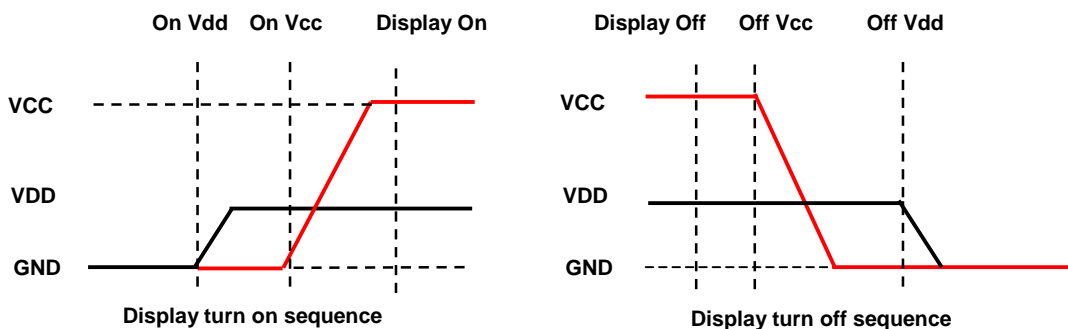 On Vdd On Vcc Display On
VCC
VDD
GND
Display turn on sequence
Display Off Off Vcc Off Vdd
VCC
VDD
GND
Display turn off sequence